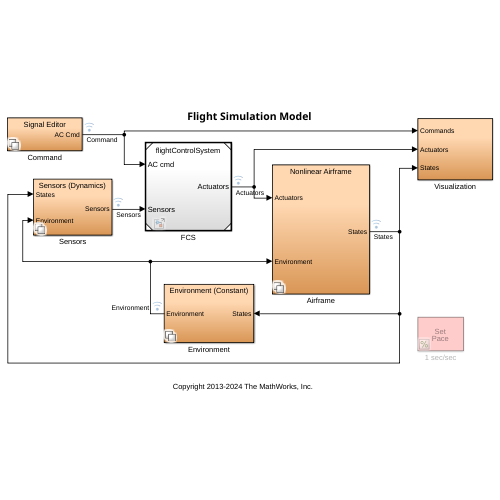 Flight Simulation Model
Signal Editor
AC Cmd
Command
Command
flightControlSystem
AC cmd
Actuators
Sensors
FCS
Actuators
Commands
Actuators
States
Visualization
Sensors (Dynamics)
States
Sensors
Environment
Sensors
Sensors
Nonlinear Airframe
Actuators
States
Environment
Airframe
States
Environment (Constant)
Environment
States
Environment
Environment
Set
Pace
1 sec/sec
Copyright 2013-2024 The MathWorks, Inc.